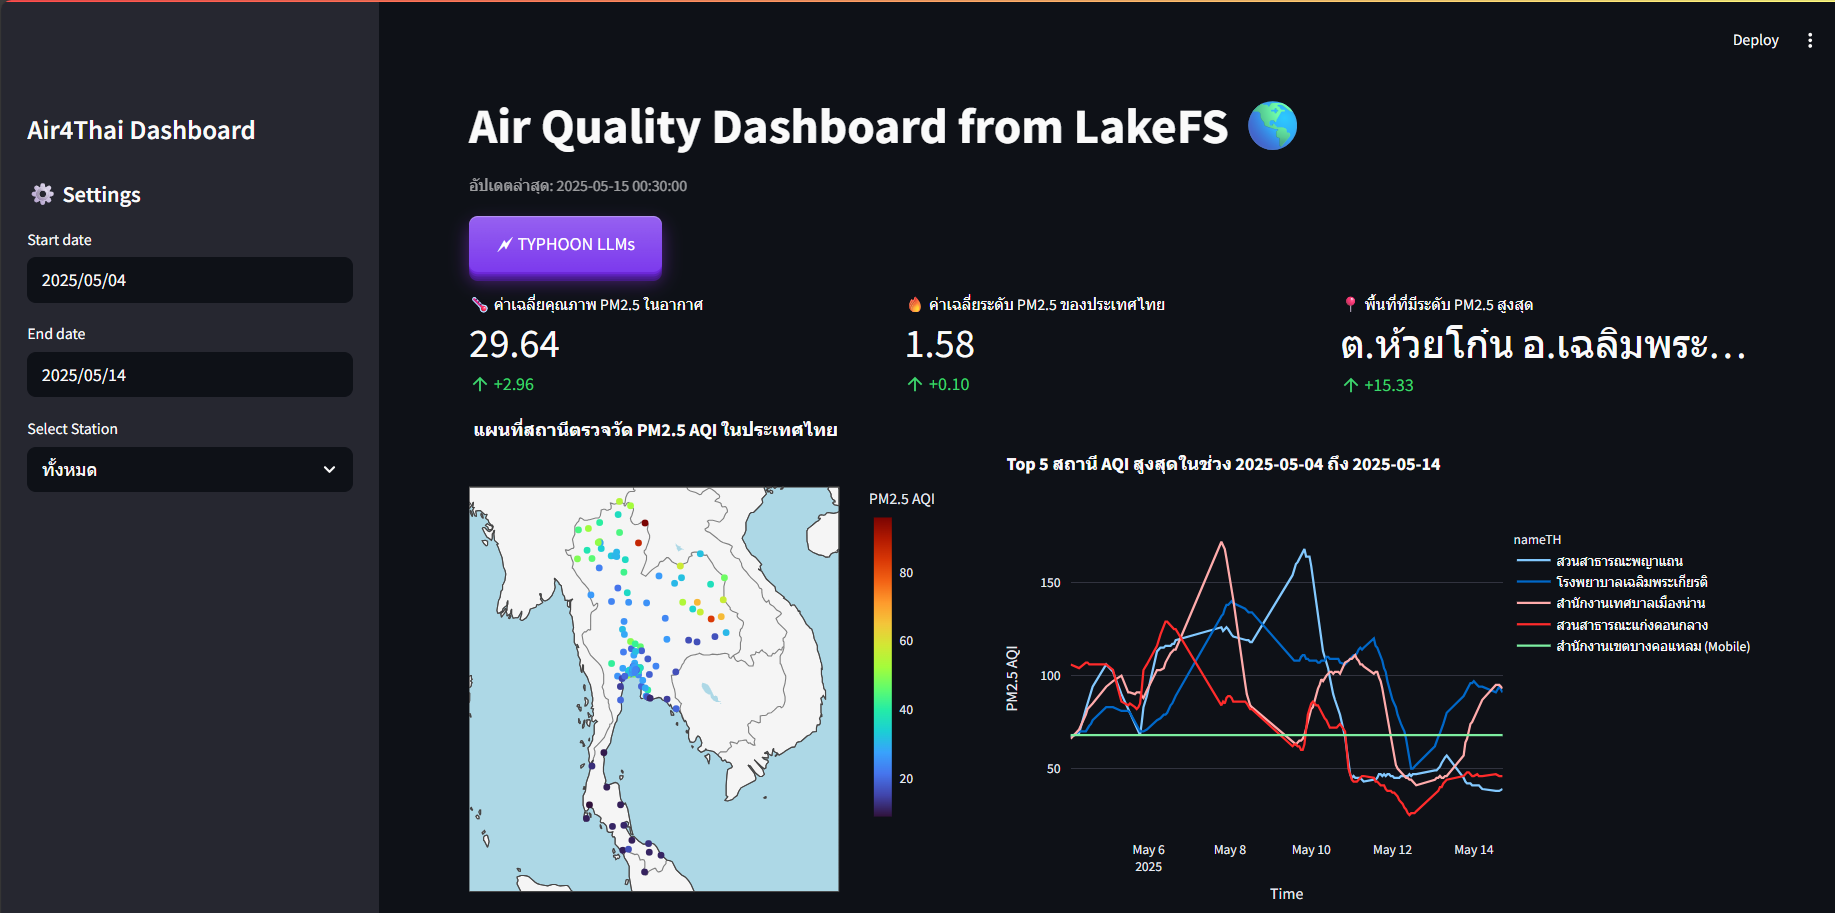 Deploy
Air4Thai Dashboard
Settings
Start date
2025/05/04
End date
2025/05/14
Select Station
ทั้งหมด
Air Quality Dashboard from LakeFS
อัปเดตล่าสุด: 2025-05-15 00:30:00
TYPHOON LLMs
ค่าเฉลี่ยคุณภาพ PM2.5 ในอากาศ
29.64
+2.96
ค่าเฉลี่ยระดับ PM2.5 ของประเทศไทย
1.58
+0.10
พื้นที่ที่มีระดับ PM2.5 สูงสุด
ต.ห้วยโก๋น อ.เฉลิมพระ...
+15.33
แผนที่สถานีตรวจวัด PM2.5 AQI ในประเทศไทย
PM2.5 AQI
80
60
40
20
Top 5 สถานี AQI สูงสุดในช่วง 2025-05-04 ถึง 2025-05-14
PM2.5 AQI
150
100
50
May 6
2025
May 8
May 10
May 12
May 14
Time
nameTH
สวนสาธารณะพญาแถน
โรงพยาบาลเฉลิมพระเกียรติ
สำนักงานเทศบาลเมืองน่าน
สวนสาธารณะแก่งดอนกลาง
สำนักงานเขตบางคอแหลม (Mobile)